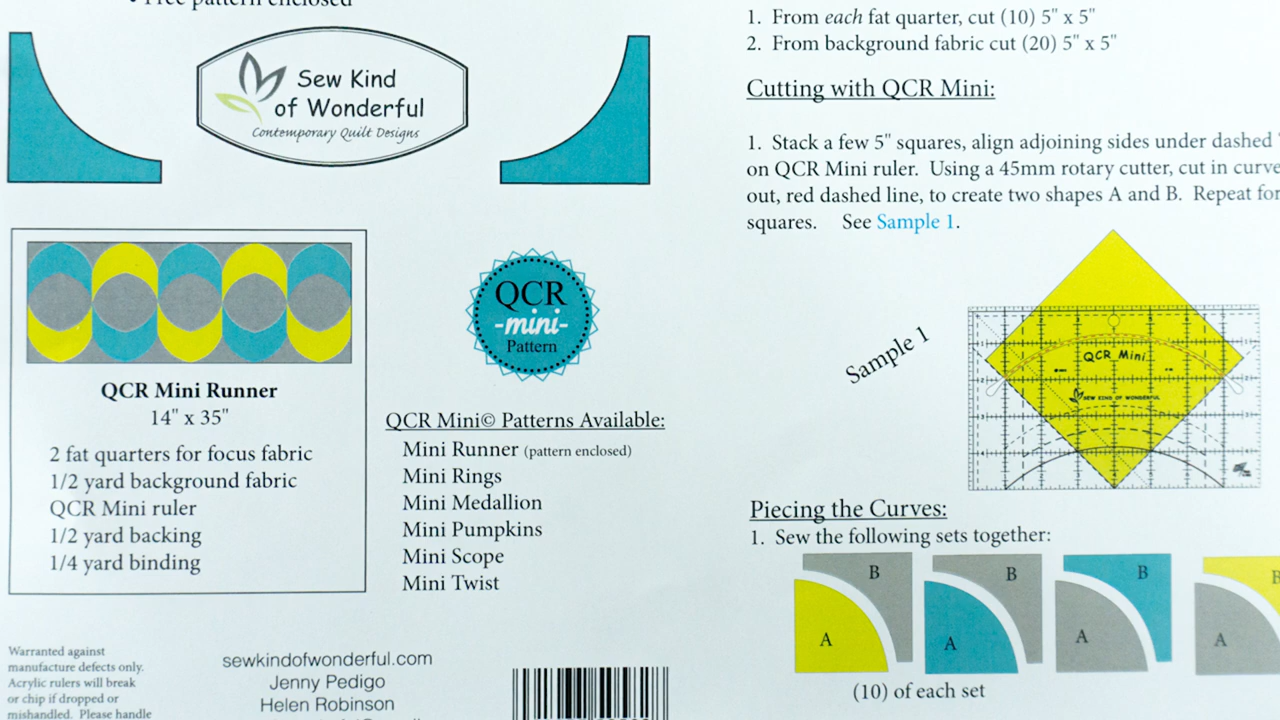 • Free pattern enclosed
Sew Kind
of Wonderful
Contemporary Quilt Designs
QCR
-mini-
Pattern
QCR Mini Runner
14" x 35"
2 fat quarters for focus fabric
1/2 yard background fabric
QCR Mini ruler
1/2 yard backing
1/4 yard binding
QCR Mini© Patterns Available:
Mini Runner (pattern enclosed)
Mini Rings
Mini Medallion
Mini Pumpkins
Mini Scope
Mini Twist
Warranted against
manufacture defects only.
Acrylic rulers will break
or chip if dropped or
mishandled. Please handle
sewkindofwonderful.com
Jenny Pedigo
Helen Robinson
1. From each fat quarter, cut (10) 5" x 5"
2. From background fabric cut (20) 5" x 5"
Cutting with QCR Mini:
1. Stack a few 5" squares, align adjoining sides under dashed
on QCR Mini ruler. Using a 45mm rotary cutter, cut in curve
out, red dashed line, to create two shapes A and B. Repeat for
squares. See Sample 1.
Sample 1
QCR Mini
SEW KIND OF WONDERFUL
Piecing the Curves:
1. Sew the following sets together:
B B B B
A A A A
(10) of each set